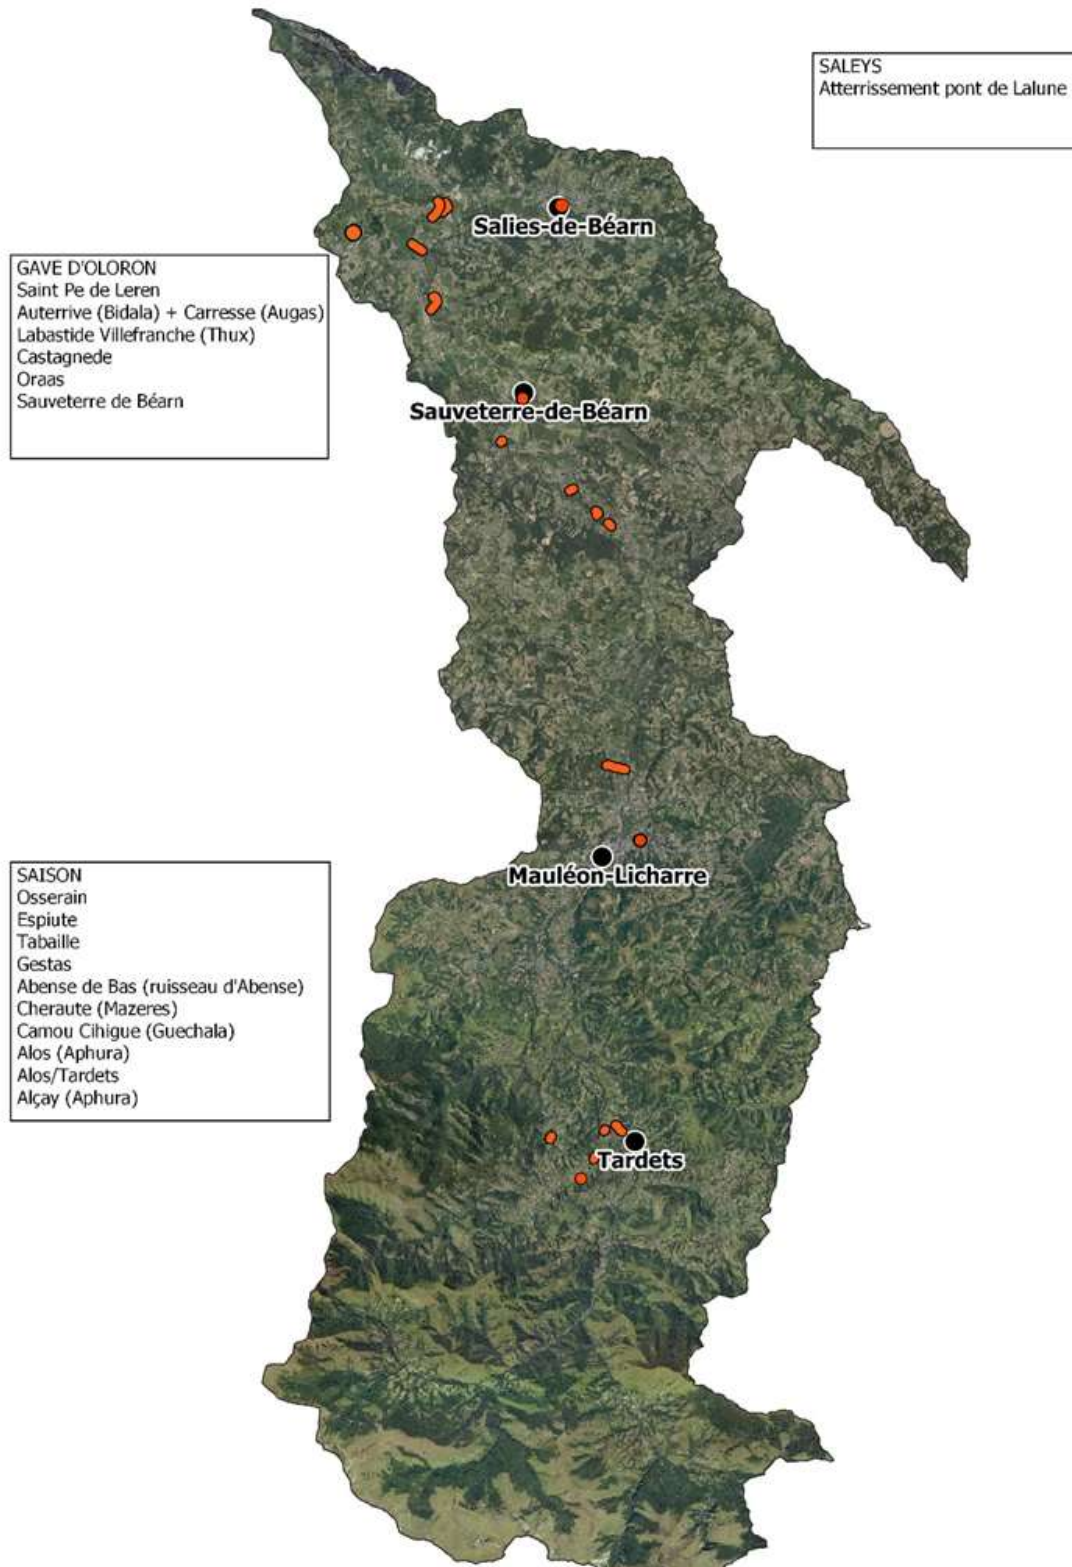 SALEYS
Atterrissement pont de Lalune
Salies-de-Béarn
GAVE D'OLORON
Saint Pe de Leren
Auterrive (Bidala) + Carresse (Augas)
Labastide Villefranche (Thux)
Castagnede
Oraas
Sauveterre de Béarn
Sauveterre-de-Béarn
Mauléon-Licharre
SAISON
Osserain
Espiute
Tabaille
Gestas
Abense de Bas (ruisseau d'Abense)
Cheraute (Mazeres)
Camou Cihigue (Guechala)
Alos (Aphura)
Alos/Tardets
Alçay (Aphura)
Tardets